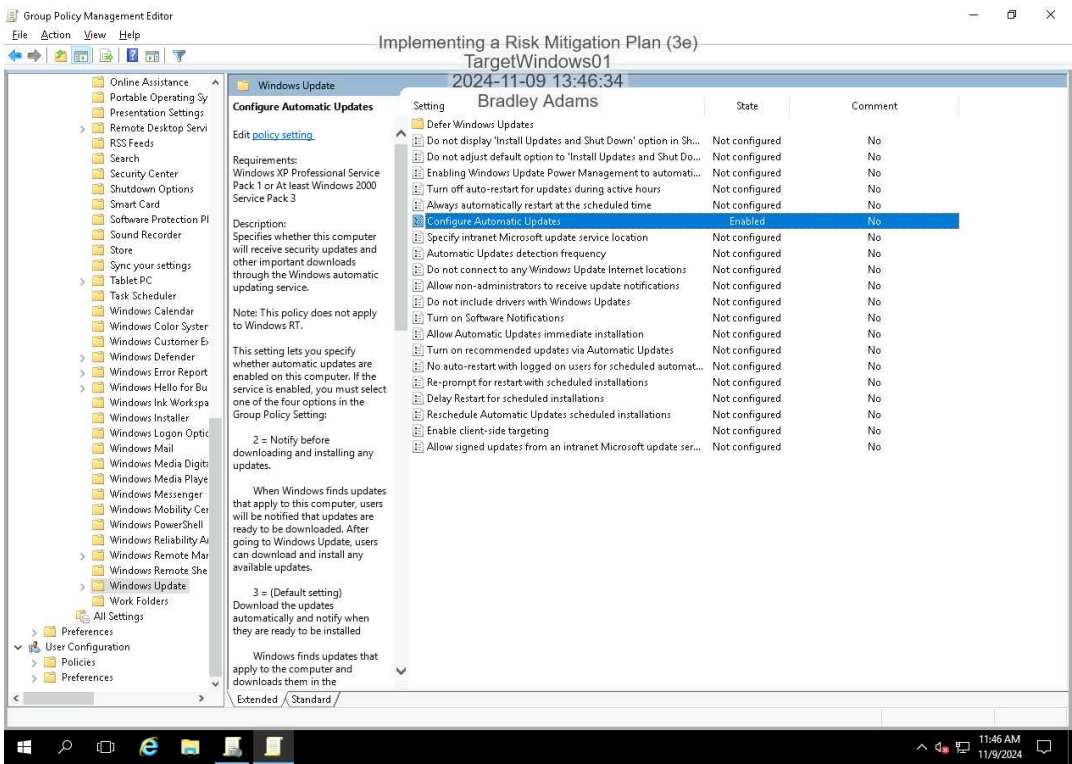 Group Policy Management Editor
File Action View Help
Implementing a Risk Mitigation Plan (3e)
TargetWindows01
2024-11-09 13:46:34
Bradley Adams
Online Assistance
Portable Operating Sy
Presentation Settings
Remote Desktop Servi
RSS Feeds
Search
Security Center
Shutdown Options
Smart Card
Software Protection Pl
Sound Recorder
Store
Sync your settings
Tablet PC
Task Scheduler
Windows Calendar
Windows Color System
Windows Customer Ex
Windows Defender
Windows Error Report
Windows Hello for Bu
Windows Ink Workspa
Windows Installer
Windows Logon Optic
Windows Mail
Windows Media Digita
Windows Media Playe
Windows Messenger
Windows Mobility Cen
Windows PowerShell
Windows Reliability An
Windows Remote Man
Windows Remote She
Windows Update
Work Folders
All Settings
Preferences
User Configuration
Policies
Preferences
Windows Update
Configure Automatic Updates
Edit policy setting
Requirements:
Windows XP Professional Service
Pack 1 or At least Windows 2000
Service Pack 3
Description:
Specifies whether this computer
will receive security updates and
other important downloads
through the Windows automatic
updating service.
Note: This policy does not apply
to Windows RT.
This setting lets you specify
whether automatic updates are
enabled on this computer. If the
service is enabled, you must select
one of the four options in the
Group Policy Setting:
2 = Notify before
downloading and installing any
updates.
When Windows finds updates
that apply to this computer, users
will be notified that updates are
ready to be downloaded. After
going to Windows Update, users
can download and install any
available updates.
3 = (Default setting)
Download the updates
automatically and notify when
they are ready to be installed
Windows finds updates that
apply to the computer and
downloads them in the
Setting State Comment
Defer Windows Updates
Do not display 'Install Updates and Shut Down' option in Sh... Not configured No
Do not adjust default option to 'Install Updates and Shut Do... Not configured No
Enabling Windows Update Power Management to automati... Not configured No
Turn off auto-restart for updates during active hours Not configured No
Always automatically restart at the scheduled time Not configured No
Configure Automatic Updates Enabled No
Specify intranet Microsoft update service location Not configured No
Automatic Updates detection frequency Not configured No
Do not connect to any Windows Update Internet locations Not configured No
Allow non-administrators to receive update notifications Not configured No
Do not include drivers with Windows Updates Not configured No
Turn on Software Notifications Not configured No
Allow Automatic Updates immediate installation Not configured No
Turn on recommended updates via Automatic Updates Not configured No
No auto-restart with logged on users for scheduled automat... Not configured No
Re-prompt for restart with scheduled installations Not configured No
Delay Restart for scheduled installations Not configured No
Reschedule Automatic Updates scheduled installations Not configured No
Enable client-side targeting Not configured No
Allow signed updates from an intranet Microsoft update ser... Not configured No
Extended Standard
11:46 AM
11/9/2024